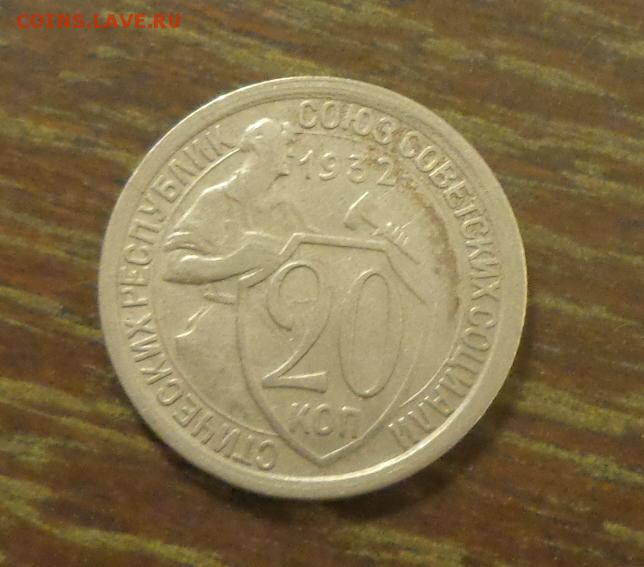 COINS.LAVE.RU
СОЮЗ СОВЕТСКИХ СОЦИАЛИ
СТИЧЕСКИХ РЕСПУБЛИК
1932
20
КОП